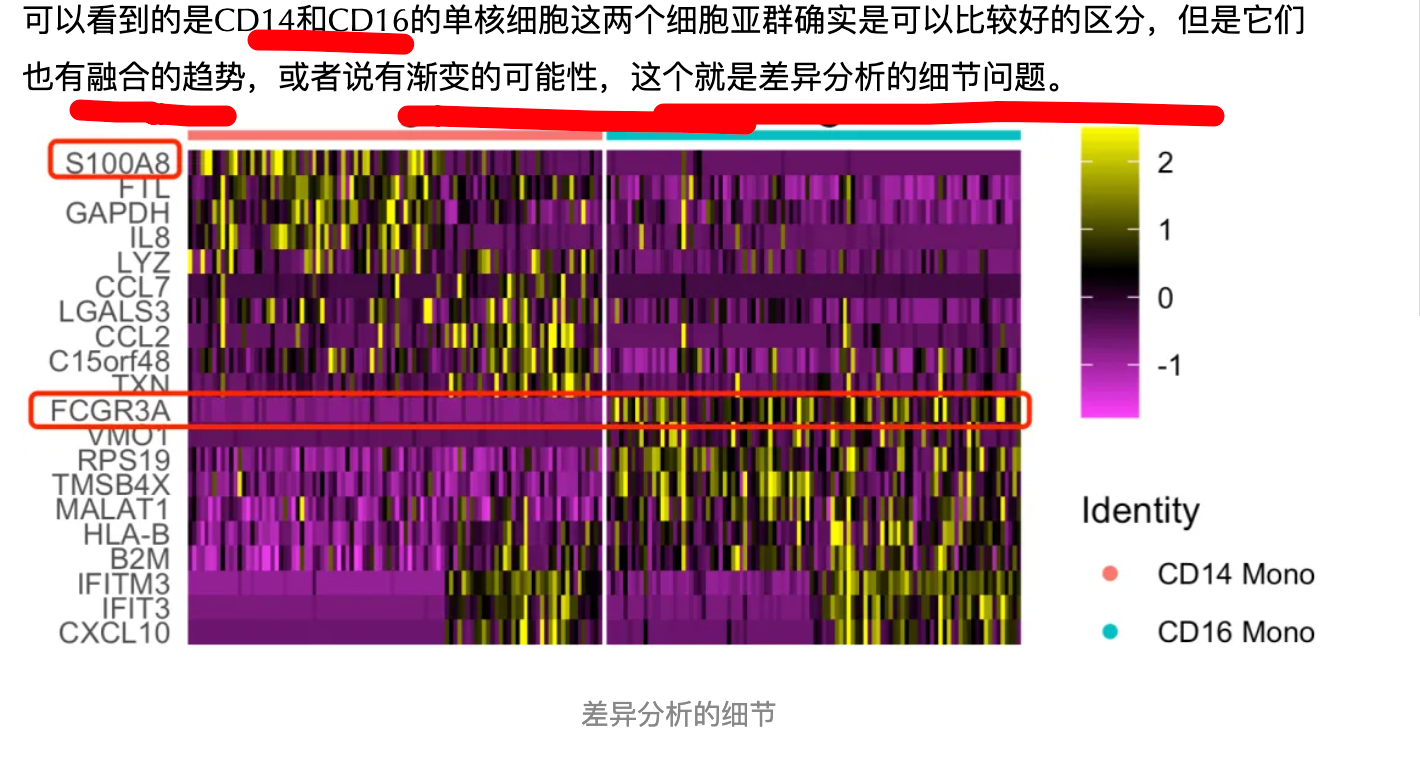 可以看到的是CD14和CD16的单核细胞这两个细胞亚群确实是可以比较好的区分，但是它们
也有融合的趋势，或者说有渐变的可能性，这个就是差异分析的细节问题。
S100A8
FTL
GAPDH
IL8
LYZ
CCL7
LGALS3
CCL2
C15orf48
TXN
FCGR3A
VMO1
RPS19
TMSB4X
MALAT1
HLA-B
B2M
IFITM3
IFIT3
CXCL10
2
1
0
-1
Identity
CD14 Mono
CD16 Mono
差异分析的细节